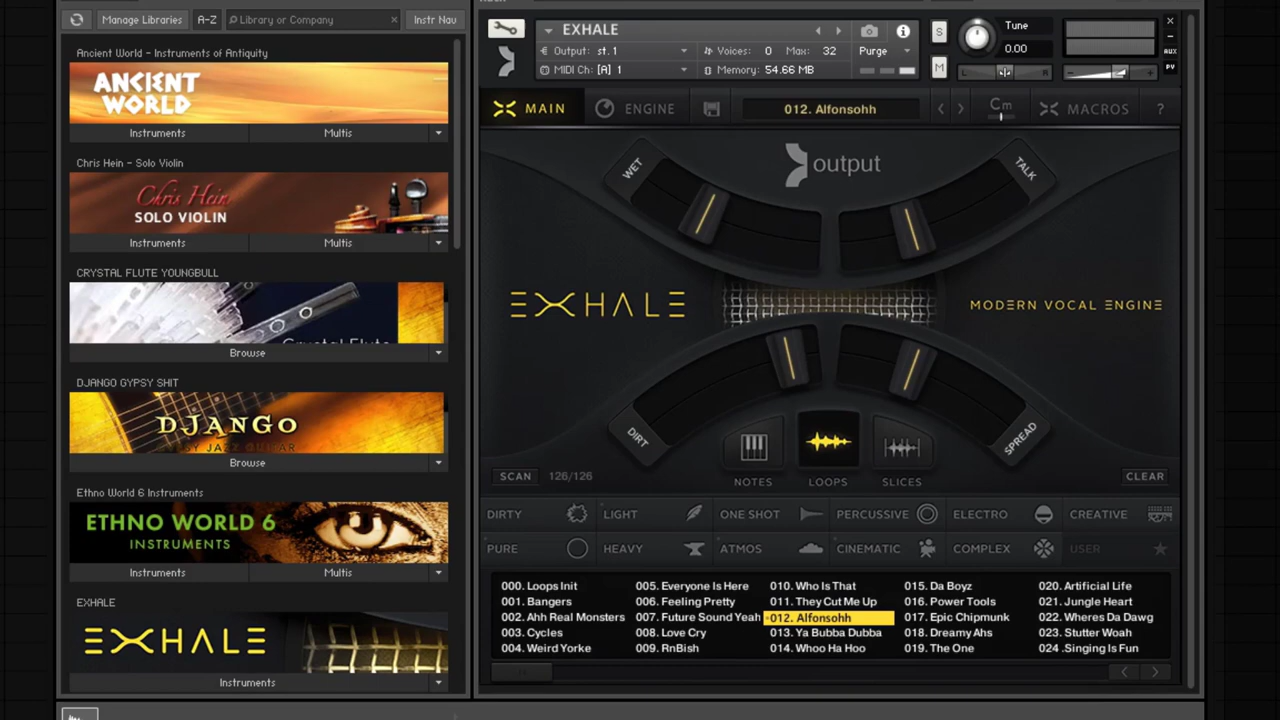 Manage Libraries A-Z Library or Company × Instr Nav
Ancient World - Instruments of Antiquity
ANCIENT
WORLD
Instruments Multis
Chris Hein - Solo Violin
Chris Hein
SOLO VIOLIN
Instruments Multis
CRYSTAL FLUTE YOUNGBULL
Crystal Flute
Browse
DJANGO GYPSY SHIT
DJANGO
JAZZ GUITAR
Browse
Ethno World 6 Instruments
ETHNO WORLD 6
INSTRUMENTS
Instruments Multis
EXHALE
EXHALE
Instruments
EXHALE
Output: st.1 Voices: 0 Max: 32 Purge
MIDI Ch: [A] 1 Memory: 54.66 MB
S
M
Tune
0.00
L R
AUX
PV
MAIN ENGINE 012. Alfonsohh Cm MACROS ?
WET output TALK
EXHALE MODERN VOCAL ENGINE
DIRT SPREAD
SCAN 126/126 NOTES LOOPS SLICES CLEAR
DIRTY LIGHT ONE SHOT PERCUSSIVE ELECTRO CREATIVE
PURE HEAVY ATMOS CINEMATIC COMPLEX USER
000. Loops Init 005. Everyone Is Here 010. Who Is That 015. Da Boyz 020. Artificial Life
001. Bangers 006. Feeling Pretty 011. They Cut Me Up 016. Power Tools 021. Jungle Heart
002. Ahh Real Monsters 007. Future Sound Yeah 012. Alfonsohh 017. Epic Chipmunk 022. Wheres Da Dawg
003. Cycles 008. Love Cry 013. Ya Bubba Dubba 018. Dreamy Ahs 023. Stutter Woah
004. Weird Yorke 009. RnBish 014. Whoo Ha Hoo 019. The One 024. Singing Is Fun